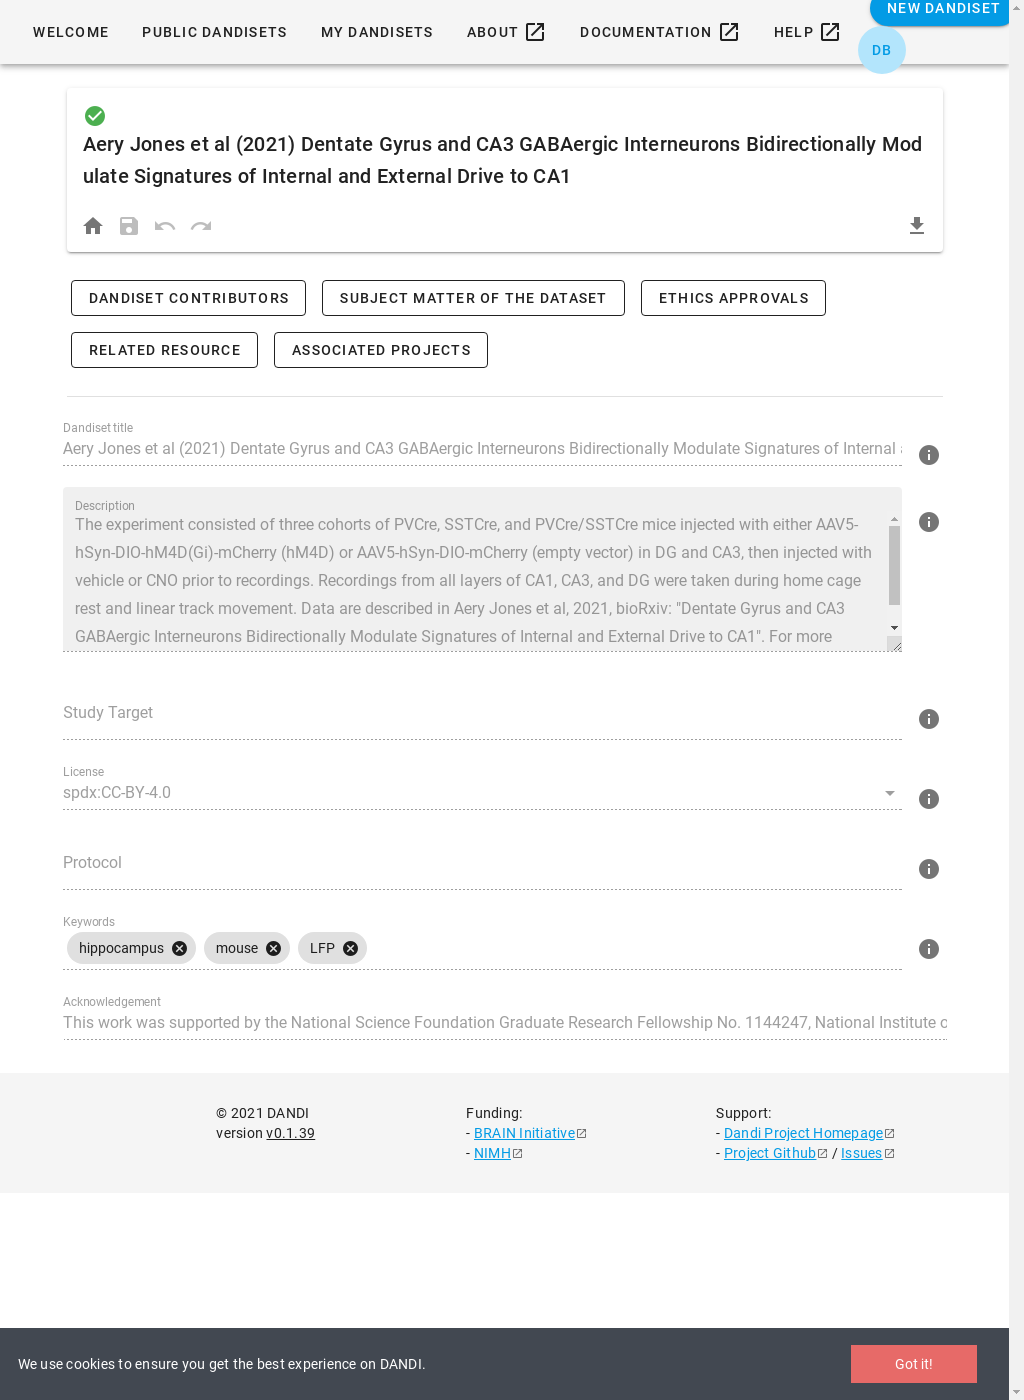 WELCOME PUBLIC DANDISETS MY DANDISETS ABOUT DOCUMENTATION HELP NEW DANDISET
DB
Aery Jones et al (2021) Dentate Gyrus and CA3 GABAergic Interneurons Bidirectionally Mod
ulate Signatures of Internal and External Drive to CA1
DANDISET CONTRIBUTORS SUBJECT MATTER OF THE DATASET ETHICS APPROVALS
RELATED RESOURCE ASSOCIATED PROJECTS
Dandiset title
Aery Jones et al (2021) Dentate Gyrus and CA3 GABAergic Interneurons Bidirectionally Modulate Signatures of Internal a
Description
The experiment consisted of three cohorts of PVCre, SSTCre, and PVCre/SSTCre mice injected with either AAV5-
hSyn-DIO-hM4D(Gi)-mCherry (hM4D) or AAV5-hSyn-DIO-mCherry (empty vector) in DG and CA3, then injected with
vehicle or CNO prior to recordings. Recordings from all layers of CA1, CA3, and DG were taken during home cage
rest and linear track movement. Data are described in Aery Jones et al, 2021, bioRxiv: "Dentate Gyrus and CA3
GABAergic Interneurons Bidirectionally Modulate Signatures of Internal and External Drive to CA1". For more
Study Target
License
spdx:CC-BY-4.0
Protocol
Keywords
hippocampus mouse LFP
Acknowledgement
This work was supported by the National Science Foundation Graduate Research Fellowship No. 1144247, National Institute o
© 2021 DANDI
version v0.1.39
Funding:
- BRAIN Initiative
- NIMH
Support:
- Dandi Project Homepage
- Project Github / Issues
We use cookies to ensure you get the best experience on DANDI.
Got it!